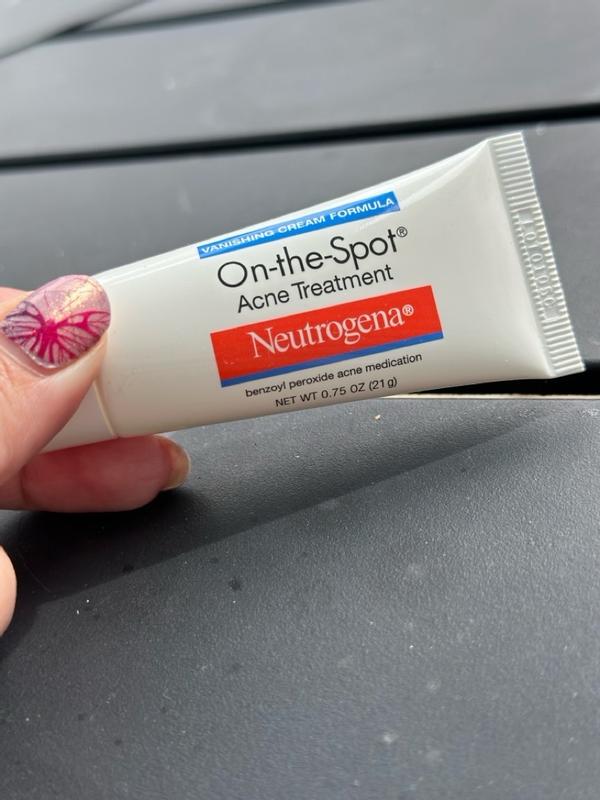 VANISHING CREAM FORMULA
On-the-Spot®
Acne Treatment
Neutrogena®
benzoyl peroxide acne medication
NET WT 0.75 OZ (21g)